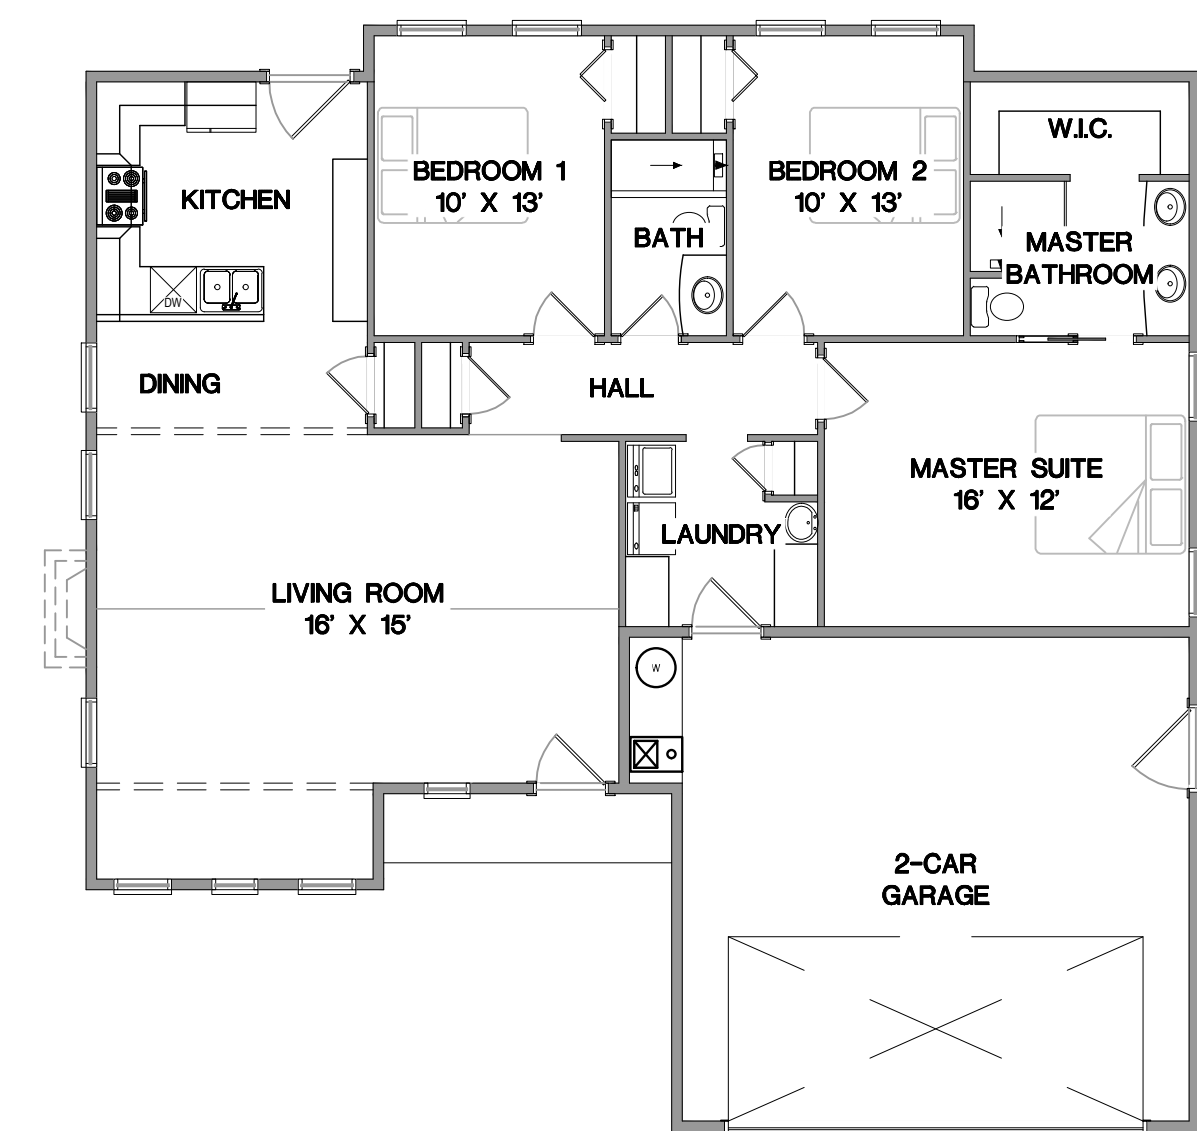 W.I.C.
BEDROOM 1
10' X 13'
BEDROOM 2
10' X 13'
KITCHEN
BATH
MASTER
BATHROOM
DW
DINING
HALL
MASTER SUITE
16' X 12'
LAUNDRY
LIVING ROOM
16' X 15'
W
2-CAR
GARAGE